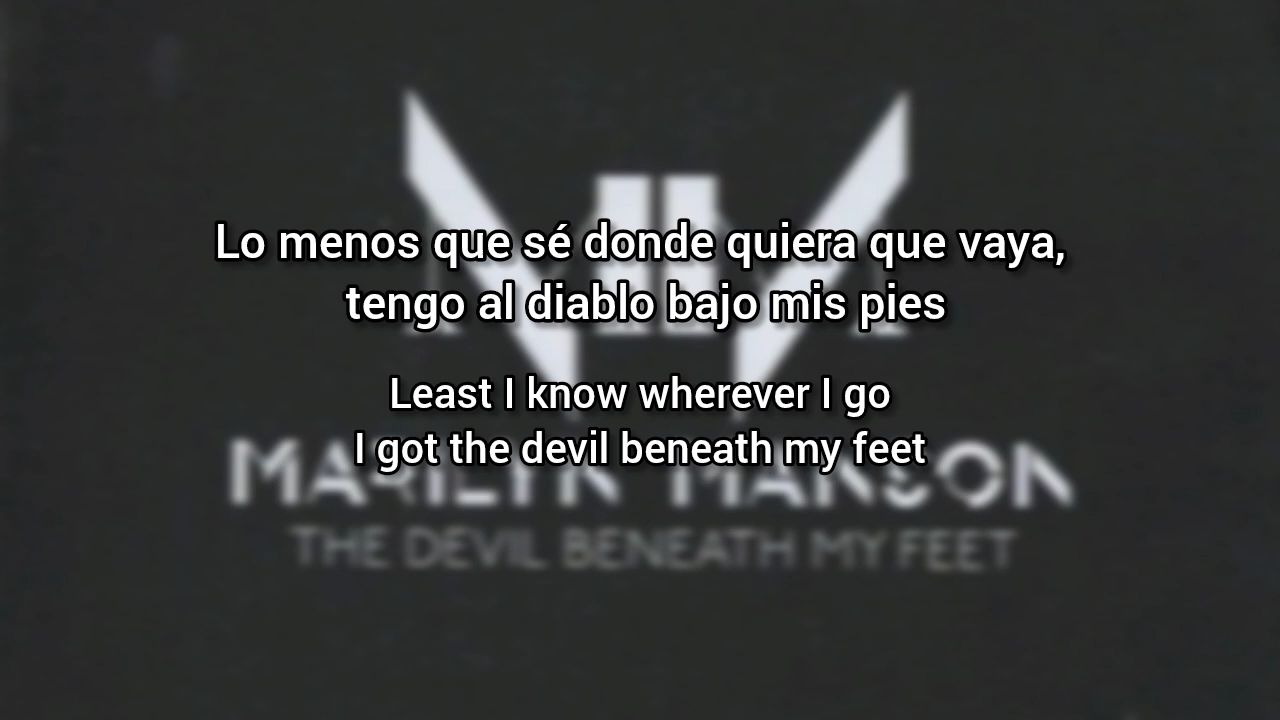 Lo menos que sé donde quiera que vaya,
tengo al diablo bajo mis pies
Least I know wherever I go
I got the devil beneath my feet
MARILYN MANSON
THE DEVIL BENEATH MY FEET